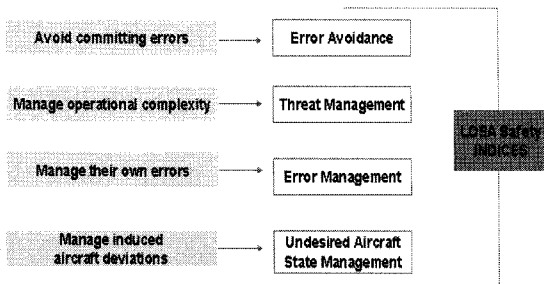 Avoid committing errors
Error Avoidance
Manage operational complexity
Threat Management
LOSA Safety
INDICES
Manage their own errors
Error Management
Manage induced
aircraft deviations
Undesired Aircraft
State Management